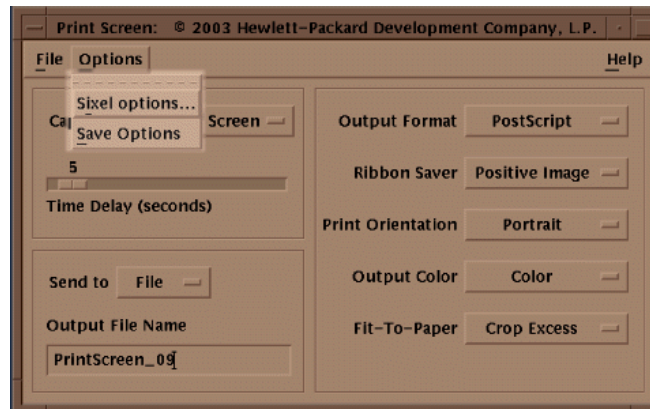 Print Screen: © 2003 Hewlett-Packard Development Company, L.P.
File Options Help
Sixel options...
Save Options
Screen
5
Time Delay (seconds)
Send to File
Output File Name
PrintScreen_09
Output Format PostScript
Ribbon Saver Positive Image
Print Orientation Portrait
Output Color Color
Fit-To-Paper Crop Excess